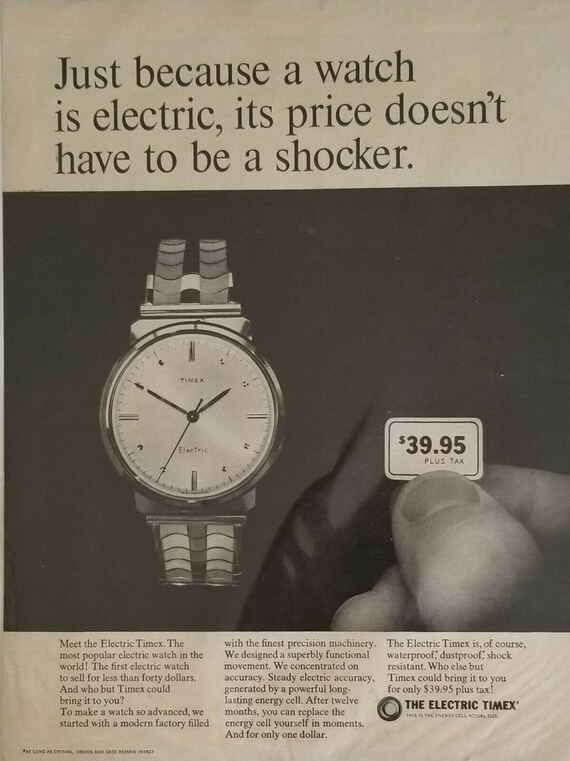 Just because a watch
is electric, its price doesn't
have to be a shocker.
TIMEX
Electric
$39.95
PLUS TAX
Meet the Electric Timex. The
most popular electric watch in the
world! The first electric watch
to sell for less than forty dollars.
And who but Timex could
bring it to you?
To make a watch so advanced, we
started with a modern factory filled
with the finest precision machinery.
We designed a superbly functional
movement. We concentrated on
accuracy. Steady electric accuracy,
generated by a powerful long-
lasting energy cell. After twelve
months, you can replace the
energy cell yourself in moments.
And for only one dollar.
The Electric Timex is, of course,
waterproof,* dustproof,* shock
resistant. Who else but
Timex could bring it to you
for only $39.95 plus tax!
THE ELECTRIC TIMEX®
THIS IS THE ENERGY CELL ACTUAL SIZE
*AS LONG AS CRYSTAL, CROWN AND CASE REMAIN INTACT